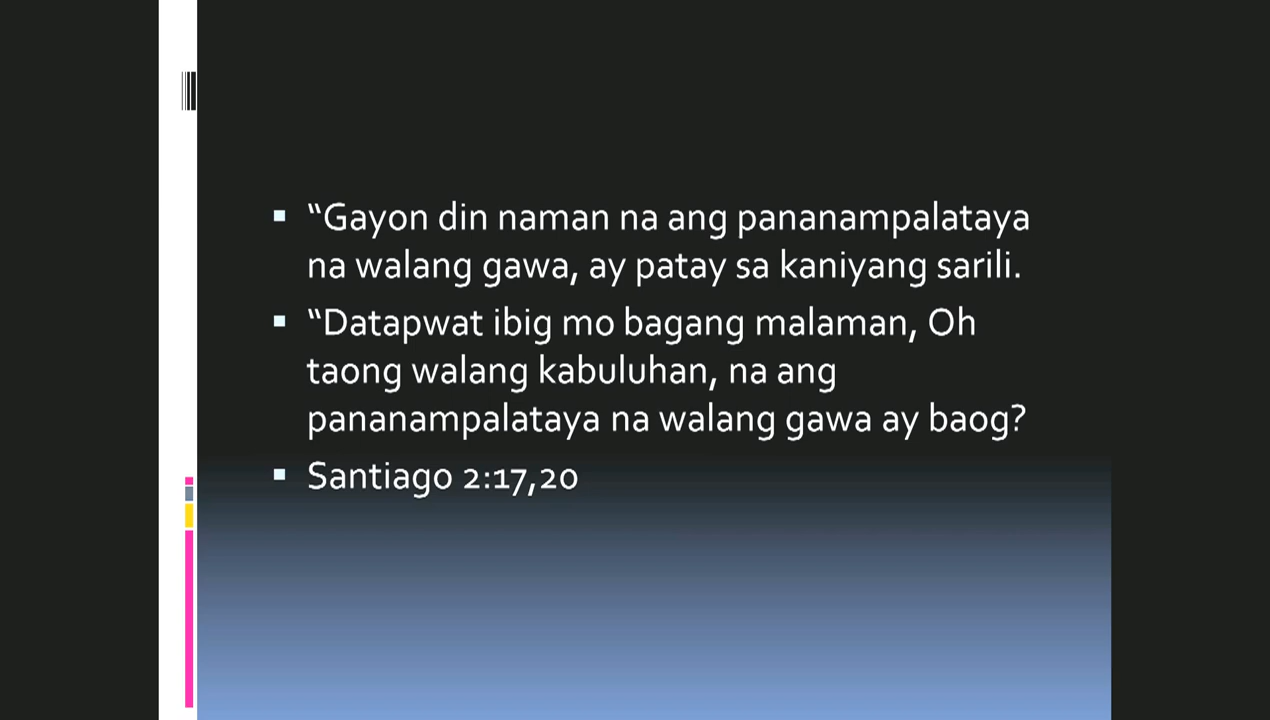 “Gayon din naman na ang pananampalataya
na walang gawa, ay patay sa kaniyang sarili.
“Datapwat ibig mo bagang malaman, Oh
taong walang kabuluhan, na ang
pananampalataya na walang gawa ay baog?
Santiago 2:17,20